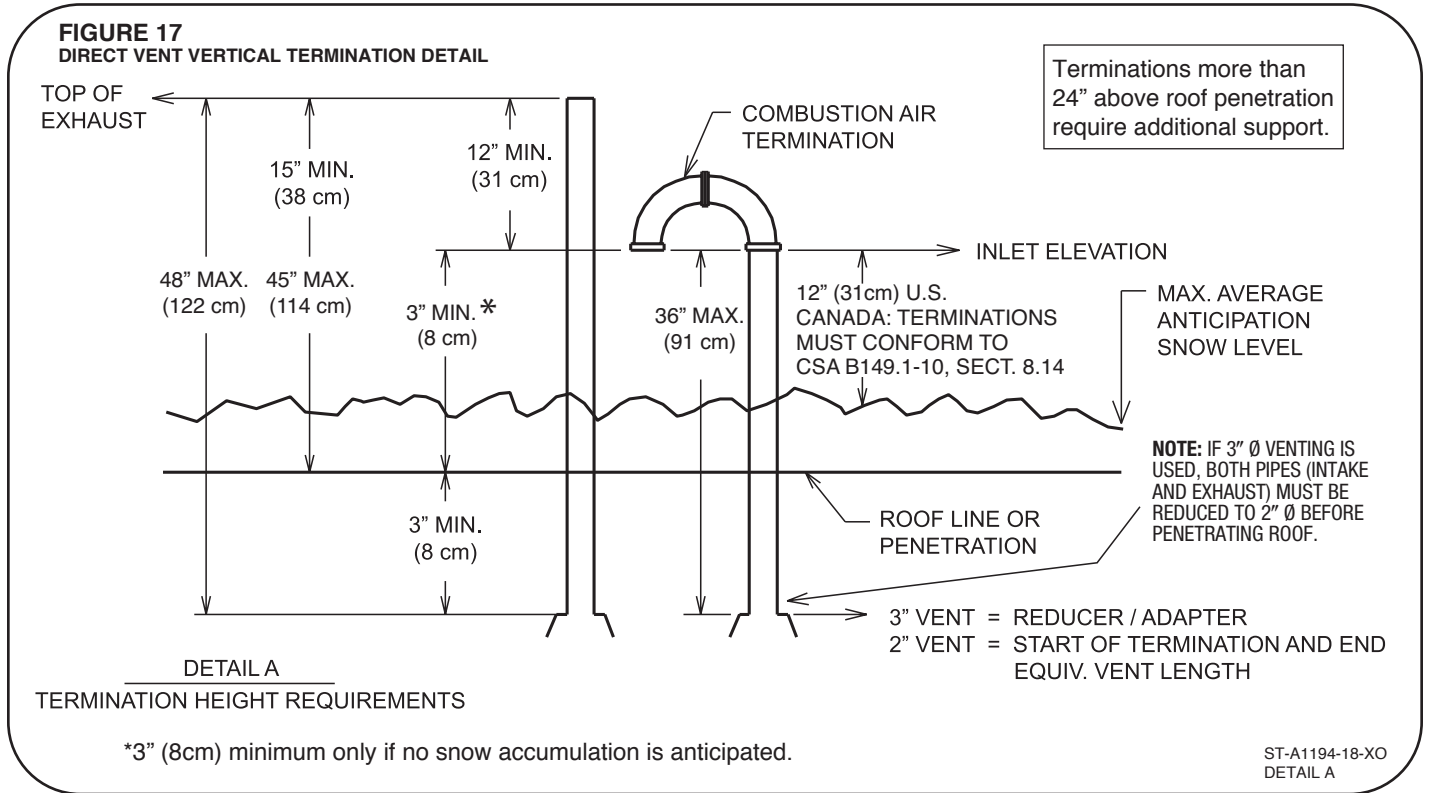 FIGURE 17
DIRECT VENT VERTICAL TERMINATION DETAIL
Terminations more than
24" above roof penetration
require additional support.
TOP OF
EXHAUST
COMBUSTION AIR
TERMINATION
12" MIN.
(31 cm)
15" MIN.
(38 cm)
INLET ELEVATION
48" MAX.
(122 cm)
45" MAX.
(114 cm)
3" MIN.*
(8 cm)
36" MAX.
(91 cm)
12" (31cm) U.S.
CANADA: TERMINATIONS
MUST CONFORM TO
CSA B149.1-10, SECT. 8.14
MAX. AVERAGE
ANTICIPATION
SNOW LEVEL
NOTE: IF 3" Ø VENTING IS
USED, BOTH PIPES (INTAKE
AND EXHAUST) MUST BE
REDUCED TO 2" Ø BEFORE
PENETRATING ROOF.
3" MIN.
(8 cm)
ROOF LINE OR
PENETRATION
3" VENT = REDUCER / ADAPTER
2" VENT = START OF TERMINATION AND END
EQUIV. VENT LENGTH
DETAIL A
TERMINATION HEIGHT REQUIREMENTS
*3" (8cm) minimum only if no snow accumulation is anticipated.
ST-A1194-18-XO
DETAIL A